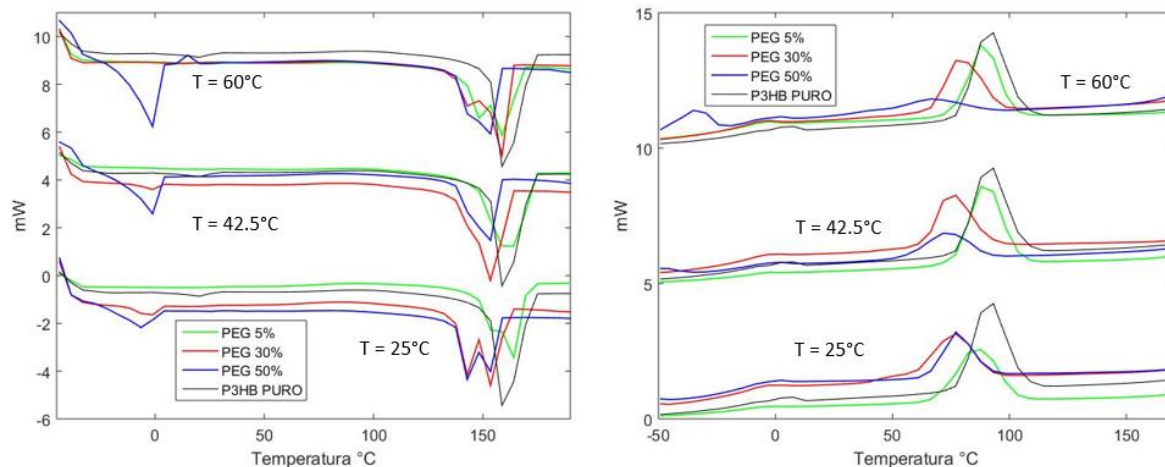 10
8
6
4
2
0
-2
-4
-6
mW
T = 60°C
T = 42.5°C
T = 25°C
PEG 5%
PEG 30%
PEG 50%
P3HB PURO
0
50
100
150
Temperatura °C
15
10
5
0
mW
PEG 5%
PEG 30%
PEG 50%
P3HB PURO
T = 60°C
T = 42.5°C
T = 25°C
-50
0
50
100
150
Temperatura °C